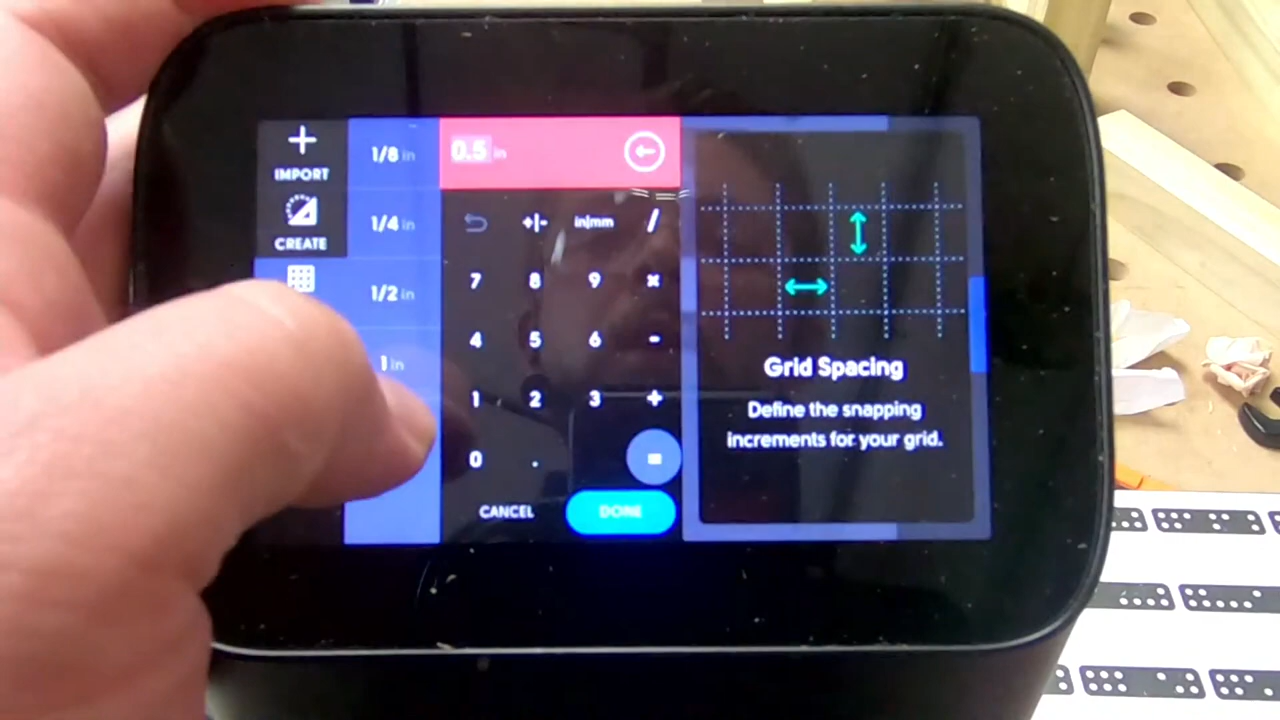 IMPORT
CREATE
1/8 in
1/4 in
1/2 in
1 in
0.5 in
in|mm /
7 8 9 ×
4 5 6 -
1 2 3 +
0 . =
CANCEL DONE
Grid Spacing
Define the snapping
increments for your grid.